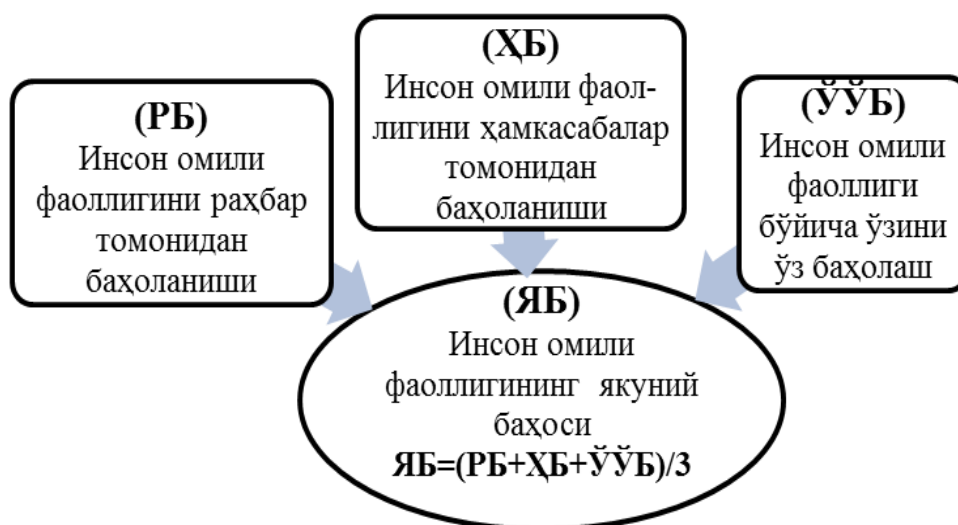 (РБ)
Инсон омили
фаоллигини раҳбар
томонидан
баҳоланиши
(ҲБ)
Инсон омили фаол-
лигини ҳамкасабалар
томонидан
баҳоланиши
(ЎЎБ)
Инсон омили
фаоллиги
бўйича ўзини
ўз баҳолаш
(ЯБ)
Инсон омили
фаоллигининг якуний
баҳоси
ЯБ=(РБ+ҲБ+ЎЎБ)/3